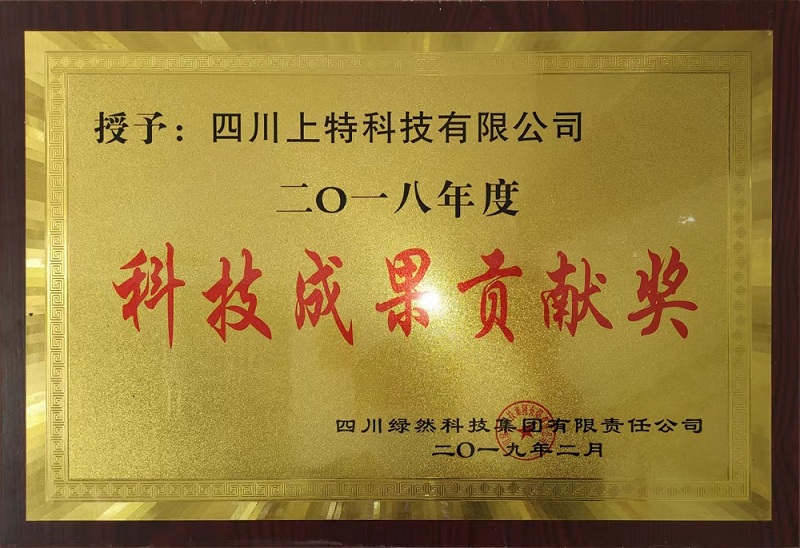 授予：四川上特科技有限公司
二〇一八年度
科技成果贡献奖
四川绿然科技集团有限责任公司
二〇一九年二月